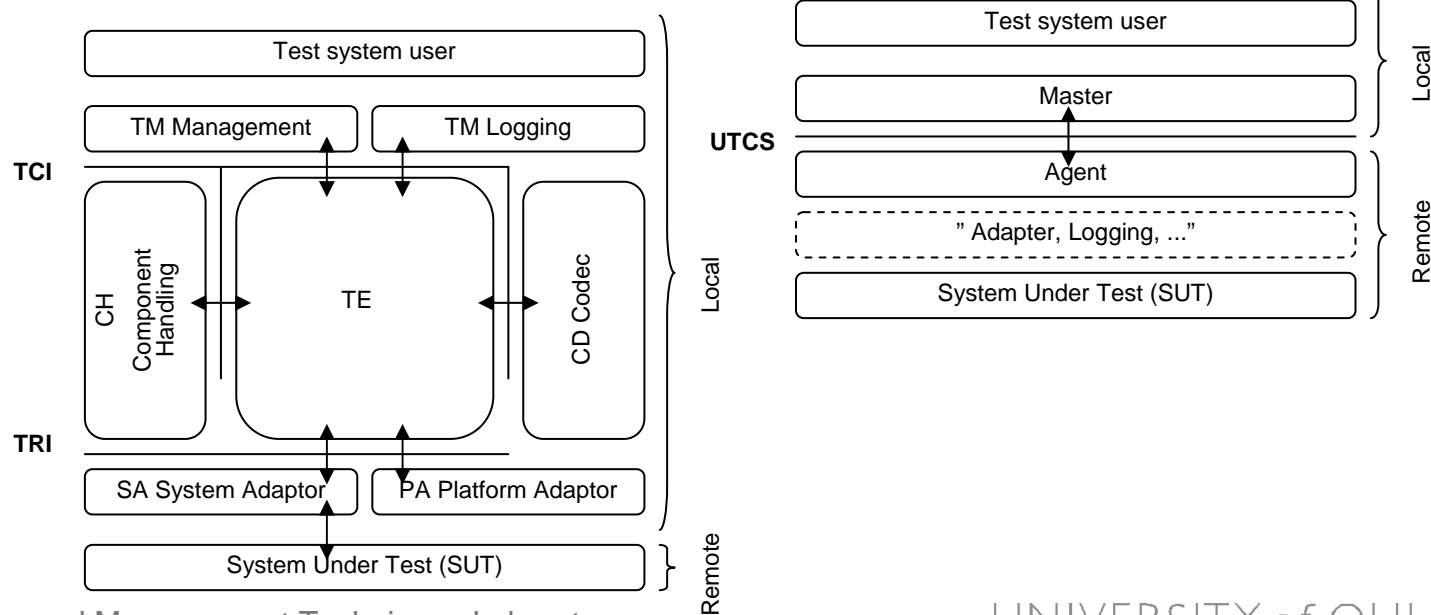 Test system user
TM Management
TM Logging
TCI
CH
Component
Handling
TE
CD Codec
TRI
SA System Adaptor
PA Platform Adaptor
System Under Test (SUT)
Local
Remote
Test system user
Master
UTCS
Agent
" Adapter, Logging, ..."
System Under Test (SUT)
Local
Remote
UNIVERSITY of